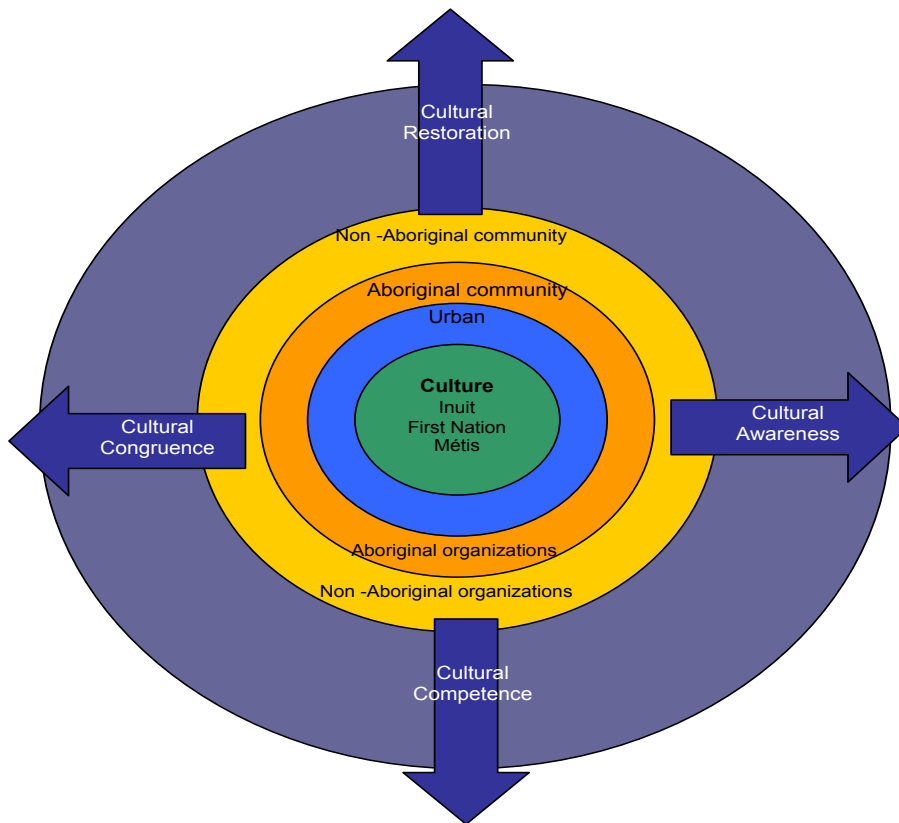 Cultural
Restoration
Non -Aboriginal community
Aboriginal community
Urban
Culture
Inuit
First Nation
Métis
Cultural
Congruence
Cultural
Awareness
Aboriginal organizations
Non -Aboriginal organizations
Cultural
Competence